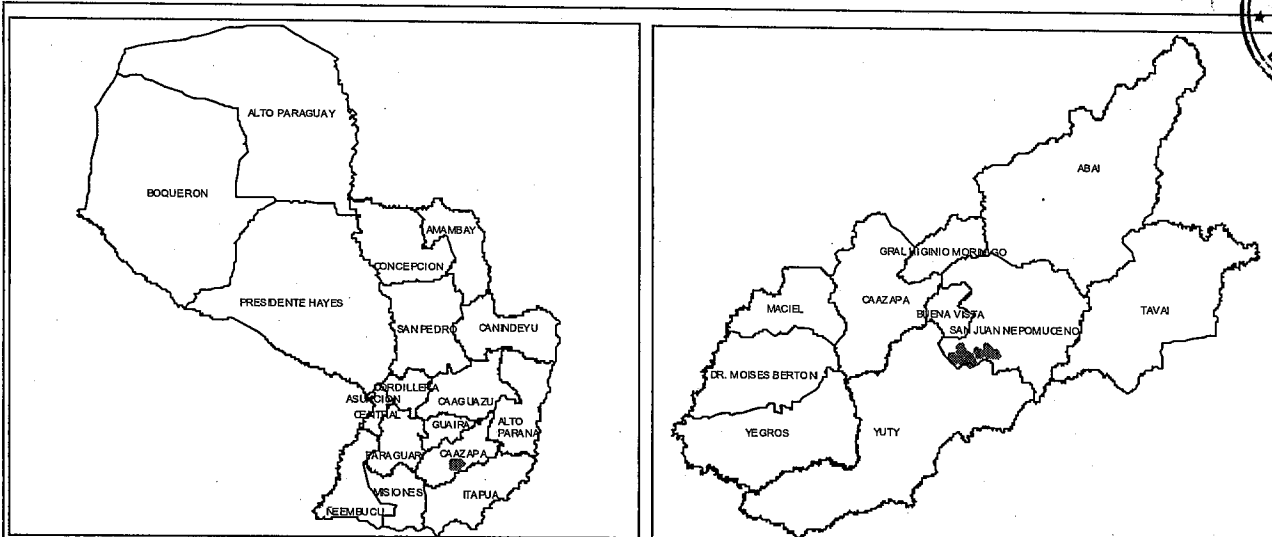 ALTO PARAGUAY
BOQUERON
AMAMBAY
CONCEPCION
PRESIDENTE HAYES
SAN PEDRO
CANINDEYU
CORDILLERA
ASUNCION
CAAGUAZU
CENTRAL
GUAIRA
ALTO
PARANA
PARAGUARI
CAAZAPA
MISIONES
ITAPUA
ÑEEMBUCU
ABAI
GRAL HIGINIO MORINIGO
MACIEL
CAAZAPA
BUENA VISTA
TAVAI
SAN JUAN NEPOMUCENO
DR. MOISES BERTONI
YEGROS
YUTY